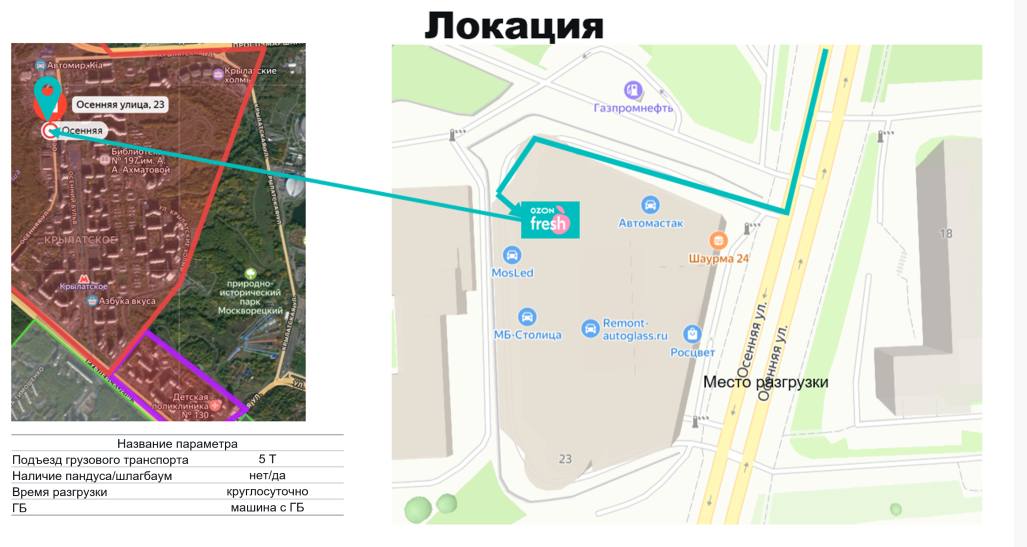 Локация
Автомир, Kia
Крылатские
холмы
Осенняя улица, 23
Осенняя
Библиотека
№ 197 им. А.
А. Ахматовой
КРЫЛАТСКОЕ
Крылатское
Азбука вкуса
природно-
исторический
парк
Москворецкий
Детская
поликлиника
№ 130
Газпромнефть
OZON
fresh
Автомастак
18
Шаурма 24
MosLed
МБ-Столица
Remont-
autoglass.ru
Росцвет
Осенняя ул.
Осенняя ул.
Место разгрузки
23
Название параметра
Подъезд грузового транспорта 5 Т
Наличие пандуса/шлагбаум нет/да
Время разгрузки круглосуточно
ГБ машина с ГБ